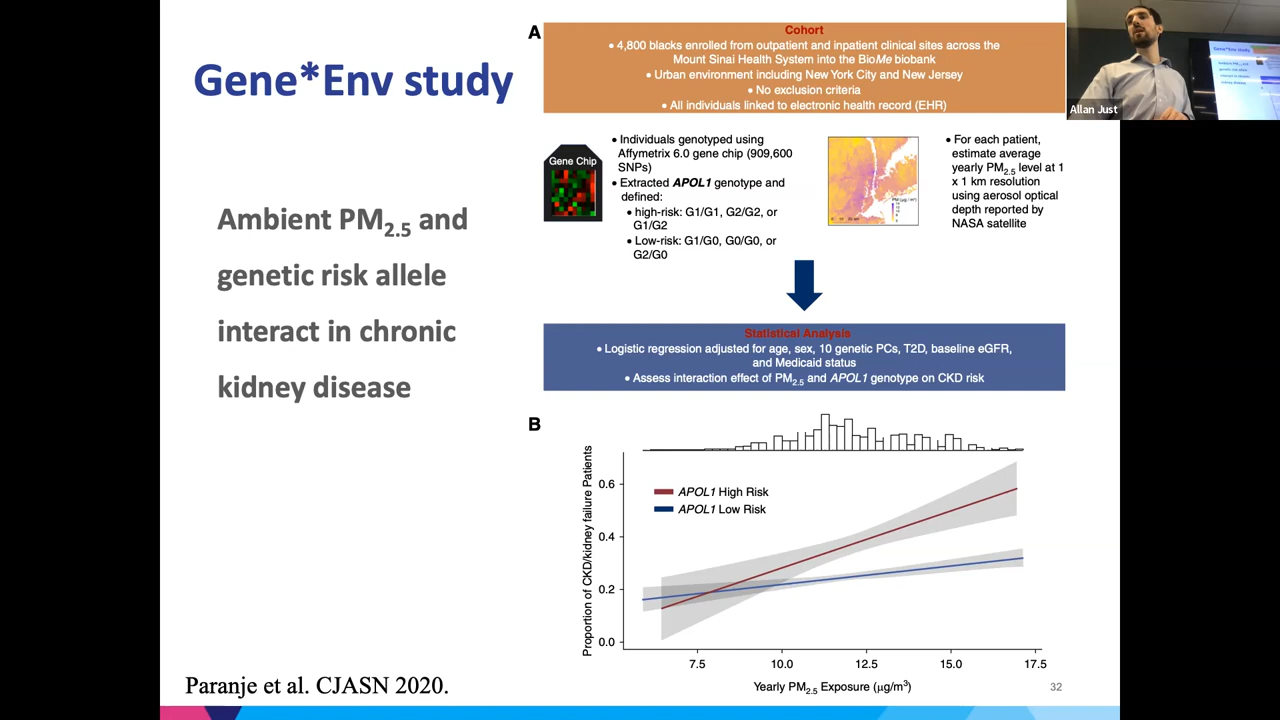 Gene*Env study
Ambient PM2.5 and
genetic risk allele
interact in chronic
kidney disease
A
Cohort
• 4,800 blacks enrolled from outpatient and inpatient clinical sites across the
Mount Sinai Health System into the BioMe biobank
• Urban environment including New York City and New Jersey
• No exclusion criteria
• All individuals linked to electronic health record (EHR)
Gene Chip
• Individuals genotyped using
Affymetrix 6.0 gene chip (909,600
SNPs)
• Extracted APOL1 genotype and
defined:
• high-risk: G1/G1, G2/G2, or
G1/G2
• Low-risk: G1/G0, G0/G0, or
G2/G0
• For each patient,
estimate average
yearly PM2.5 level at 1
x 1 km resolution
using aerosol optical
depth reported by
NASA satellite
Statistical Analysis
• Logistic regression adjusted for age, sex, 10 genetic PCs, T2D, baseline eGFR,
and Medicaid status
• Assess interaction effect of PM2.5 and APOL1 genotype on CKD risk
B
Proportion of CKD/kidney failure Patients
0.6
0.4
0.2
0.0
APOL1 High Risk
APOL1 Low Risk
7.5 10.0 12.5 15.0 17.5
Yearly PM2.5 Exposure (μg/m3)
Paranje et al. CJASN 2020.
32
Allan Just